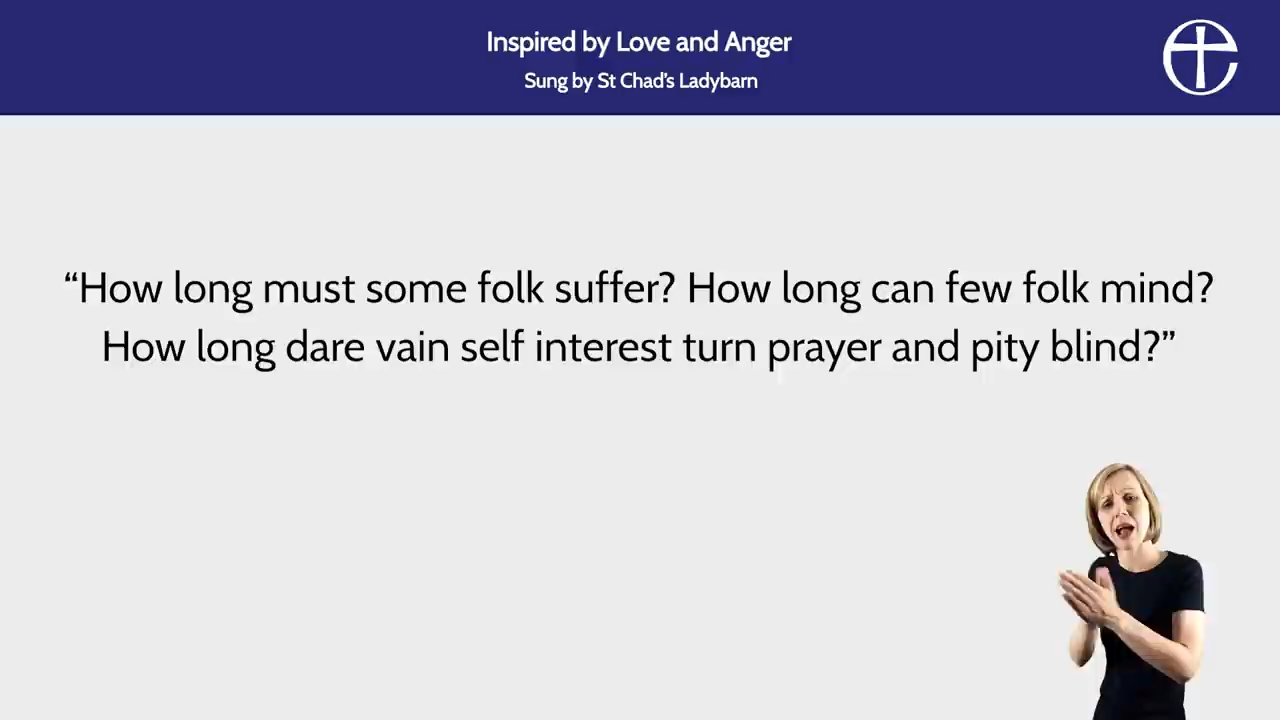 Inspired by Love and Anger
Sung by St Chad's Ladybarn
“How long must some folk suffer? How long can few folk mind?
How long dare vain self interest turn prayer and pity blind?”